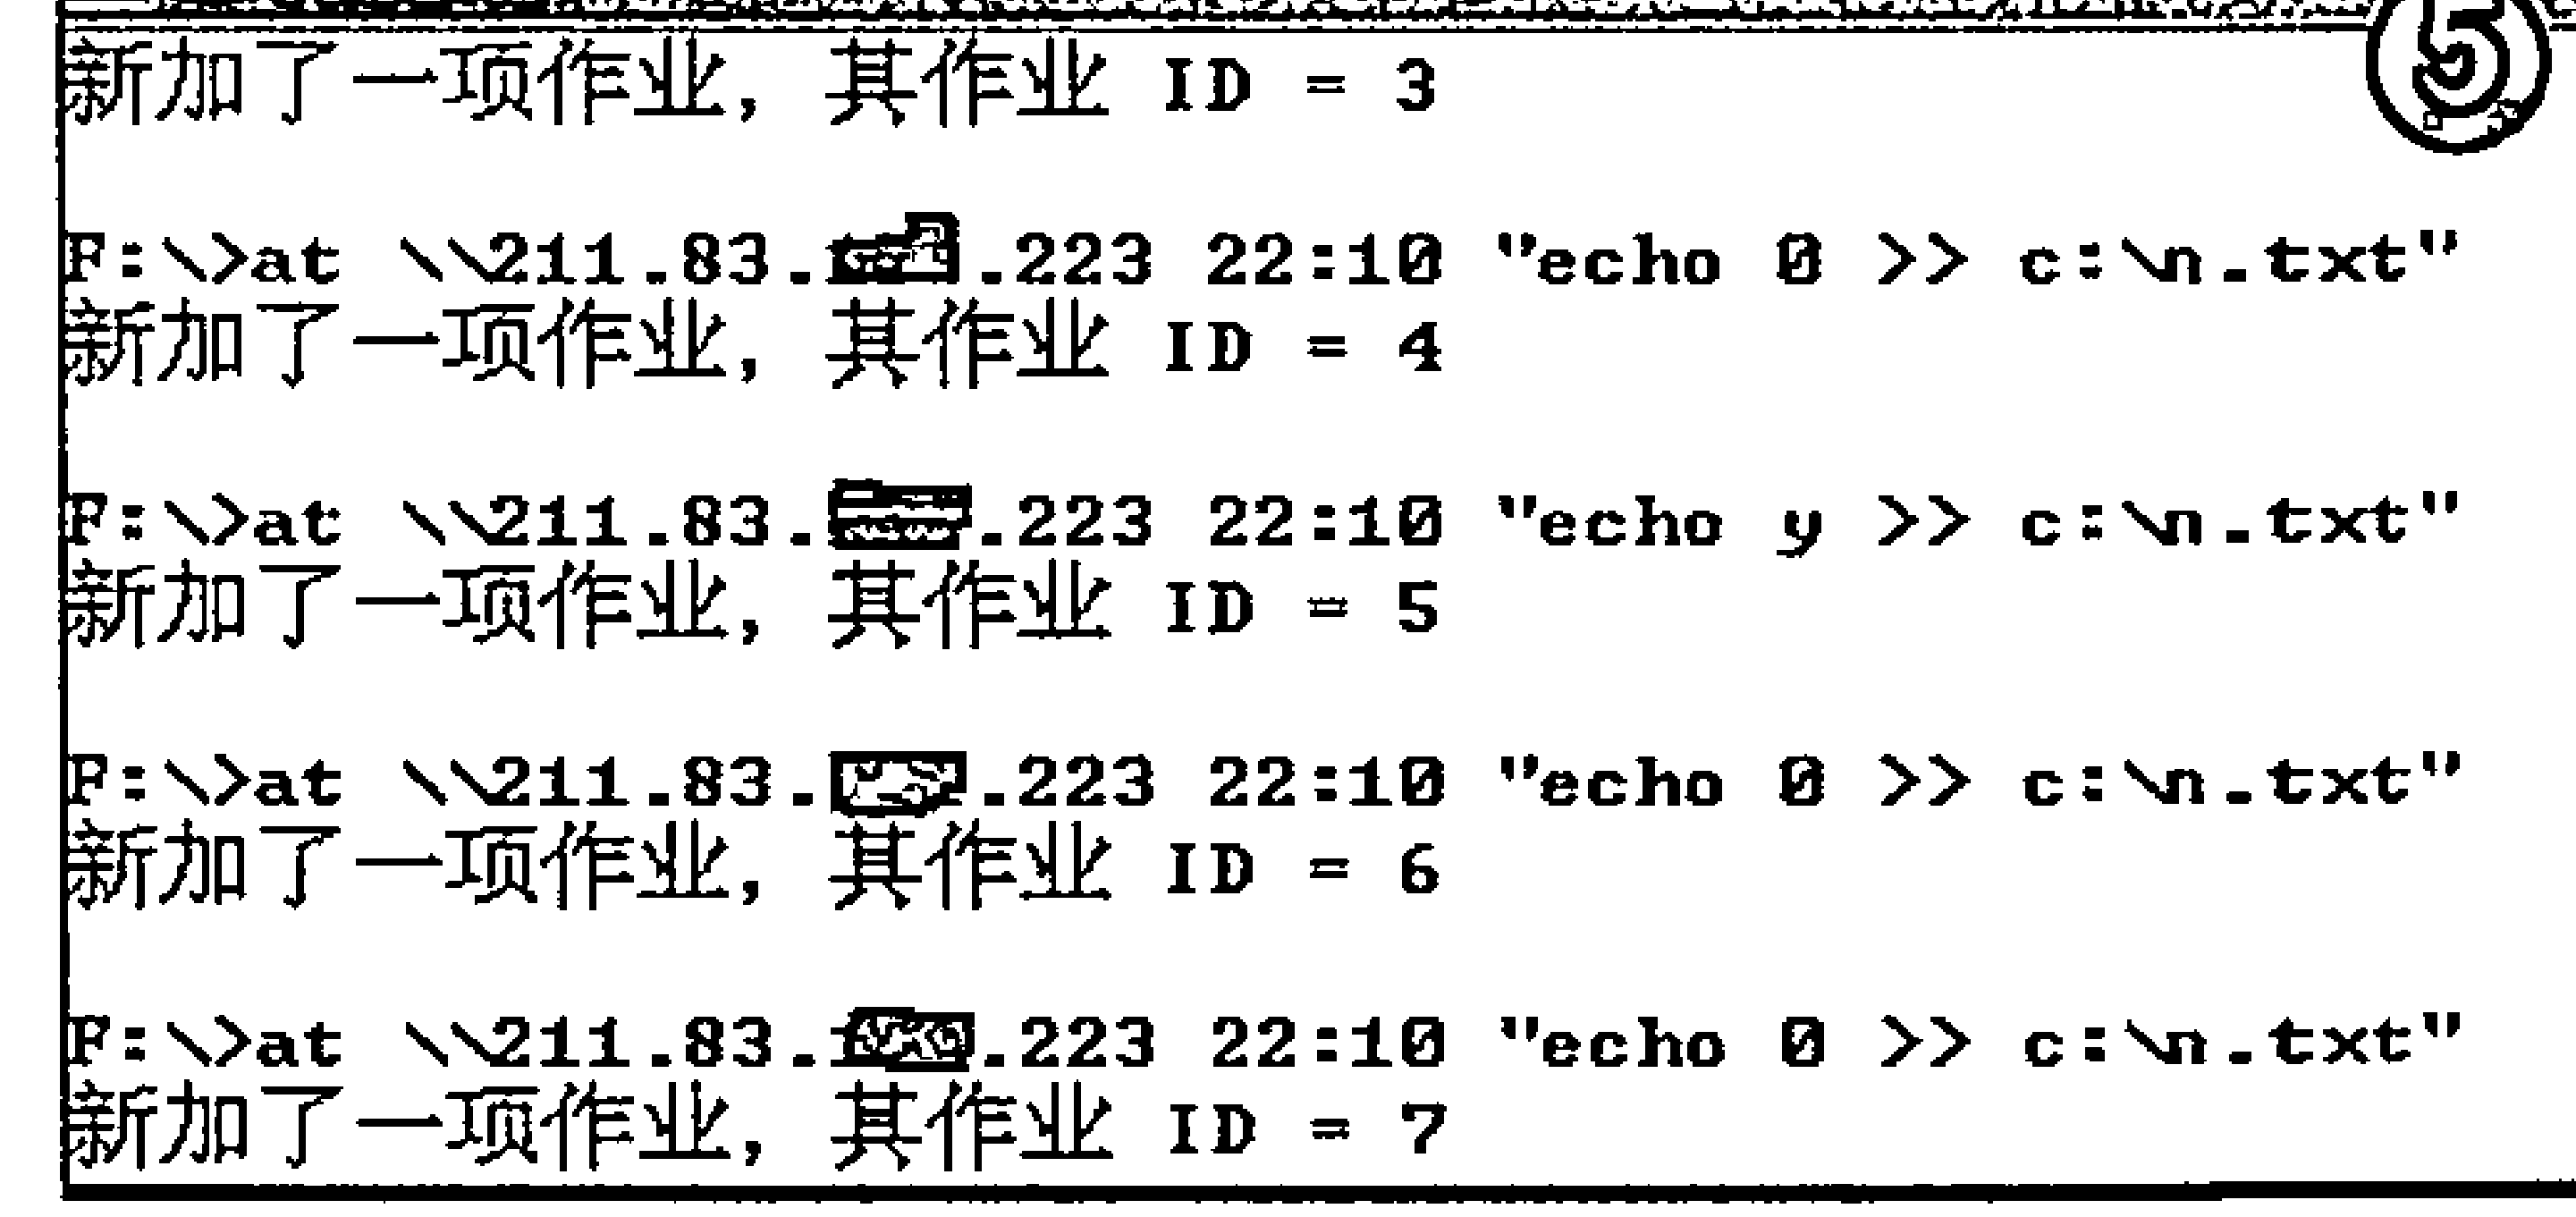 5
新加了一项作业, 其作业 ID = 3
F:\>at \\211.83. .223 22:10 "echo 0 >> c:\n.txt"
新加了一项作业, 其作业 ID = 4
F:\>at \\211.83. .223 22:10 "echo y >> c:\n.txt"
新加了一项作业, 其作业 ID = 5
F:\>at \\211.83. .223 22:10 "echo 0 >> c:\n.txt"
新加了一项作业, 其作业 ID = 6
F:\>at \\211.83. .223 22:10 "echo 0 >> c:\n.txt"
新加了一项作业, 其作业 ID = 7